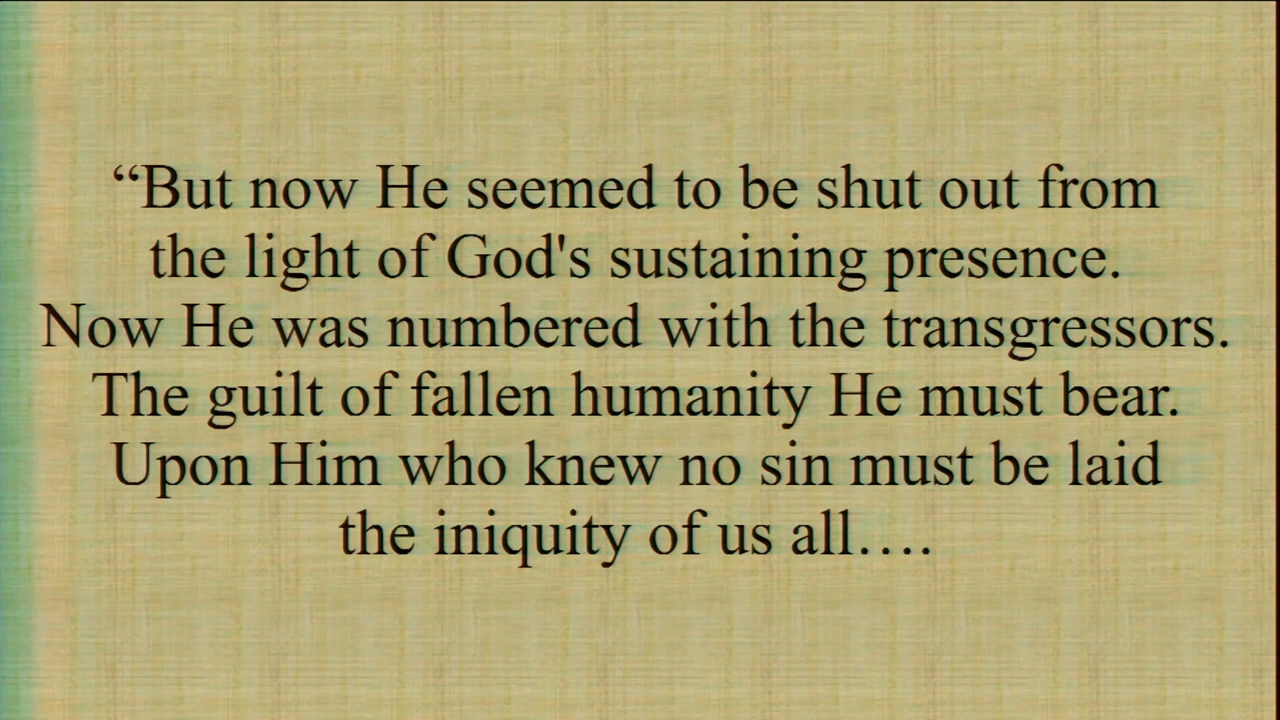 “But now He seemed to be shut out from
the light of God's sustaining presence.
Now He was numbered with the transgressors.
The guilt of fallen humanity He must bear.
Upon Him who knew no sin must be laid
the iniquity of us all….